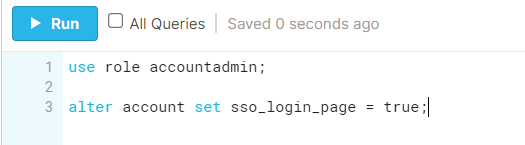 Run All Queries Saved 0 seconds ago
1 use role accountadmin;
2
3 alter account set sso_login_page = true;